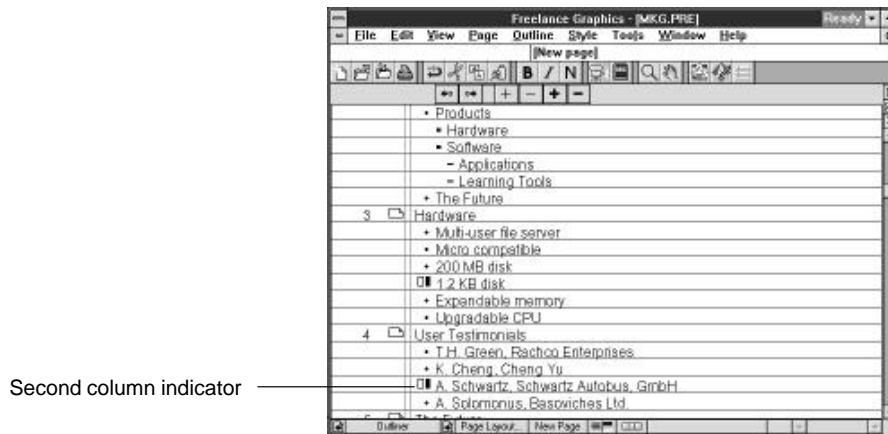 Freelance Graphics - [MKG.PRE] Ready
File Edit View Page Outline Style Tools Window Help
[New page]
B I N
• Products
• Hardware
• Software
– Applications
– Learning Tools
• The Future
3 Hardware
• Multi-user file server
• Micro compatible
• 200 MB disk
1.2 KB disk
• Expandable memory
• Upgradable CPU
4 User Testimonials
• T.H. Green, Rachco Enterprises
• K. Cheng, Cheng Yu
Second column indicator
A. Schwartz, Schwartz Autobus, GmbH
• A. Solomonus, Basoviches Ltd.
5 The Future
Outliner Page Layout... New Page